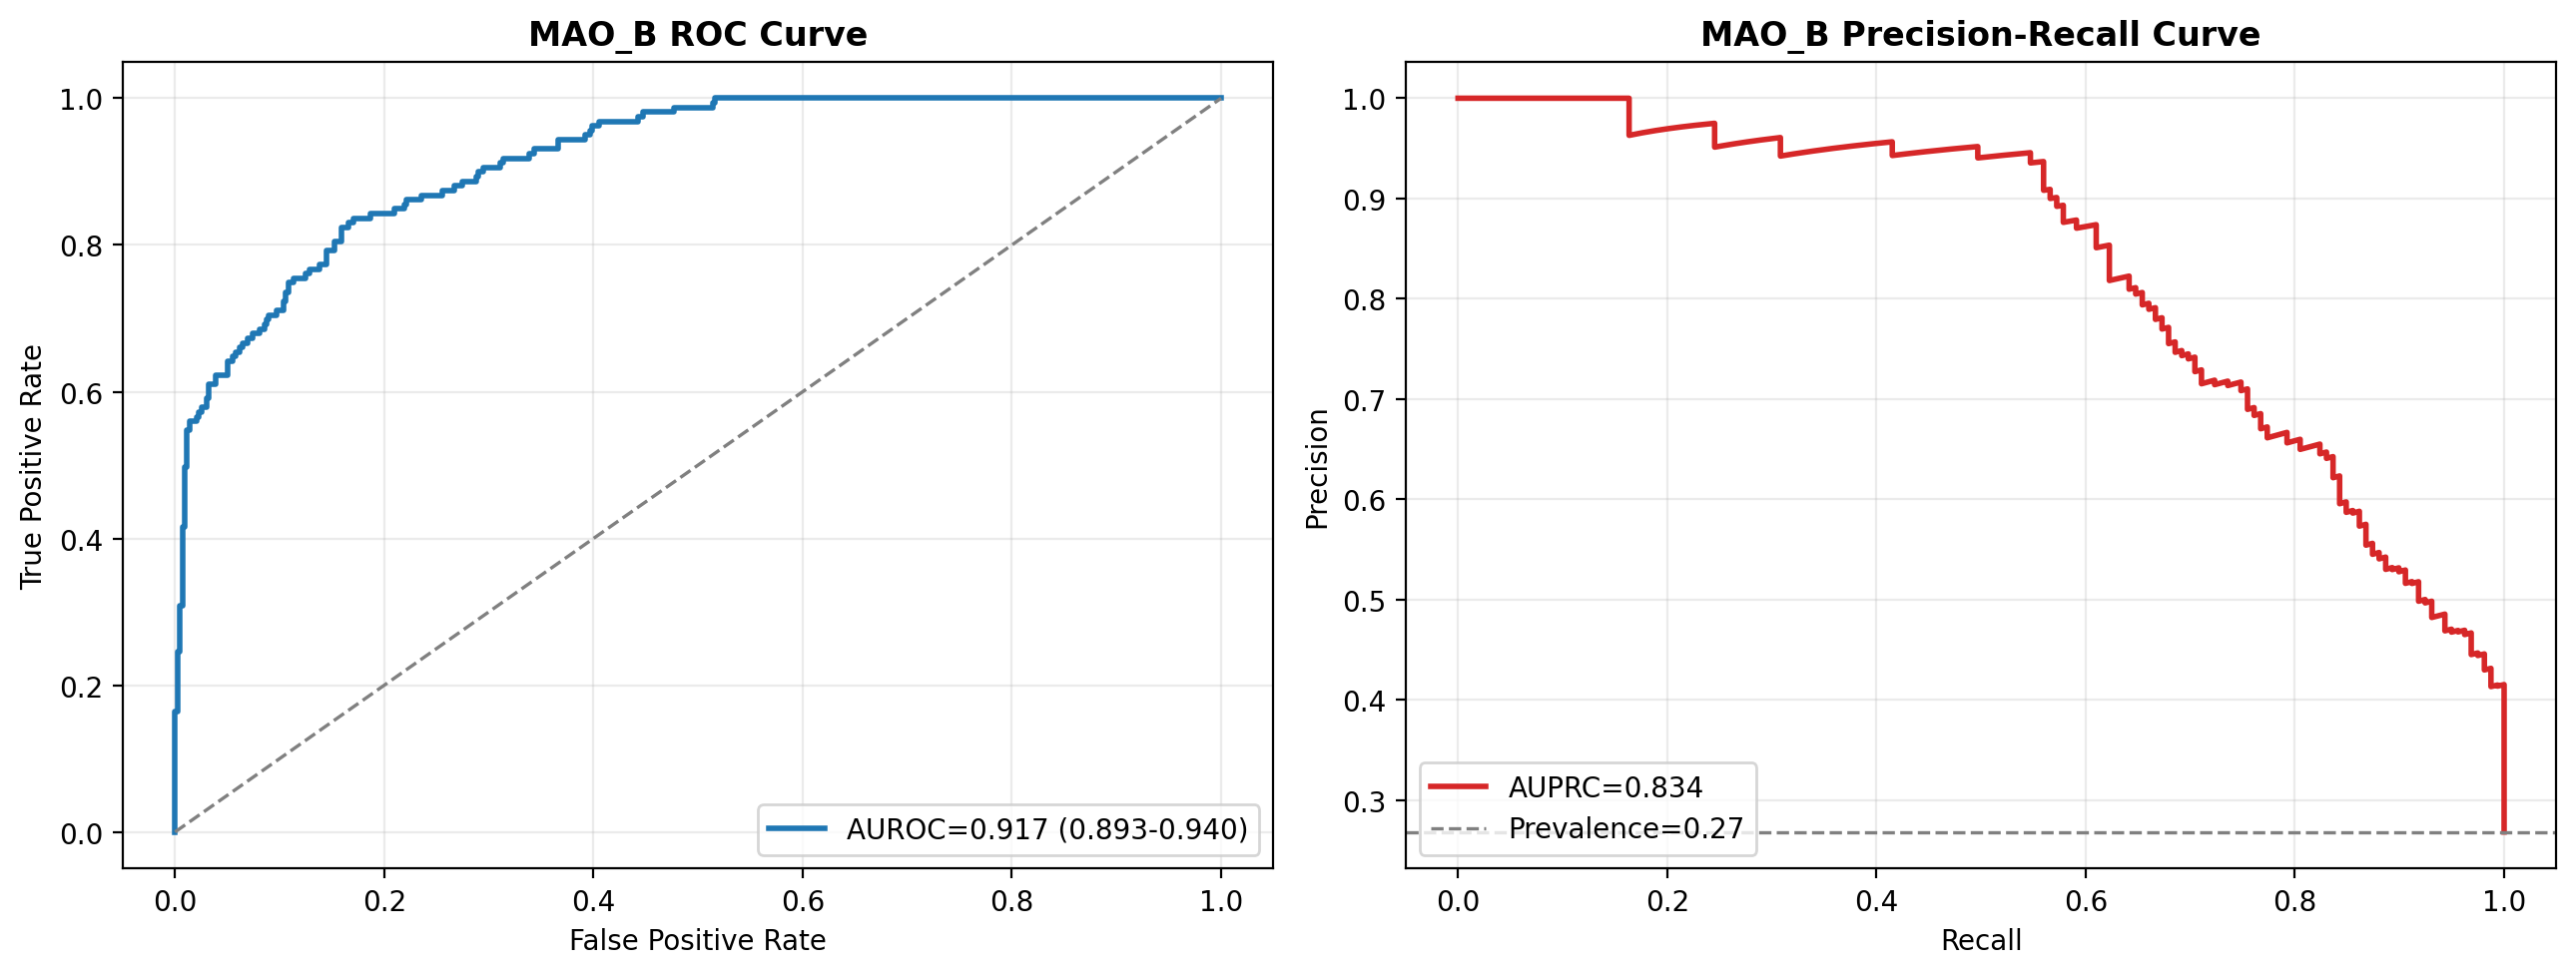 MAO_B ROC Curve
True Positive Rate
1.0
0.8
0.6
0.4
0.2
0.0
0.0 0.2 0.4 0.6 0.8 1.0
False Positive Rate
AUROC=0.917 (0.893-0.940)
MAO_B Precision-Recall Curve
Precision
1.0
0.9
0.8
0.7
0.6
0.5
0.4
0.3
0.0 0.2 0.4 0.6 0.8 1.0
Recall
AUPRC=0.834
Prevalence=0.27